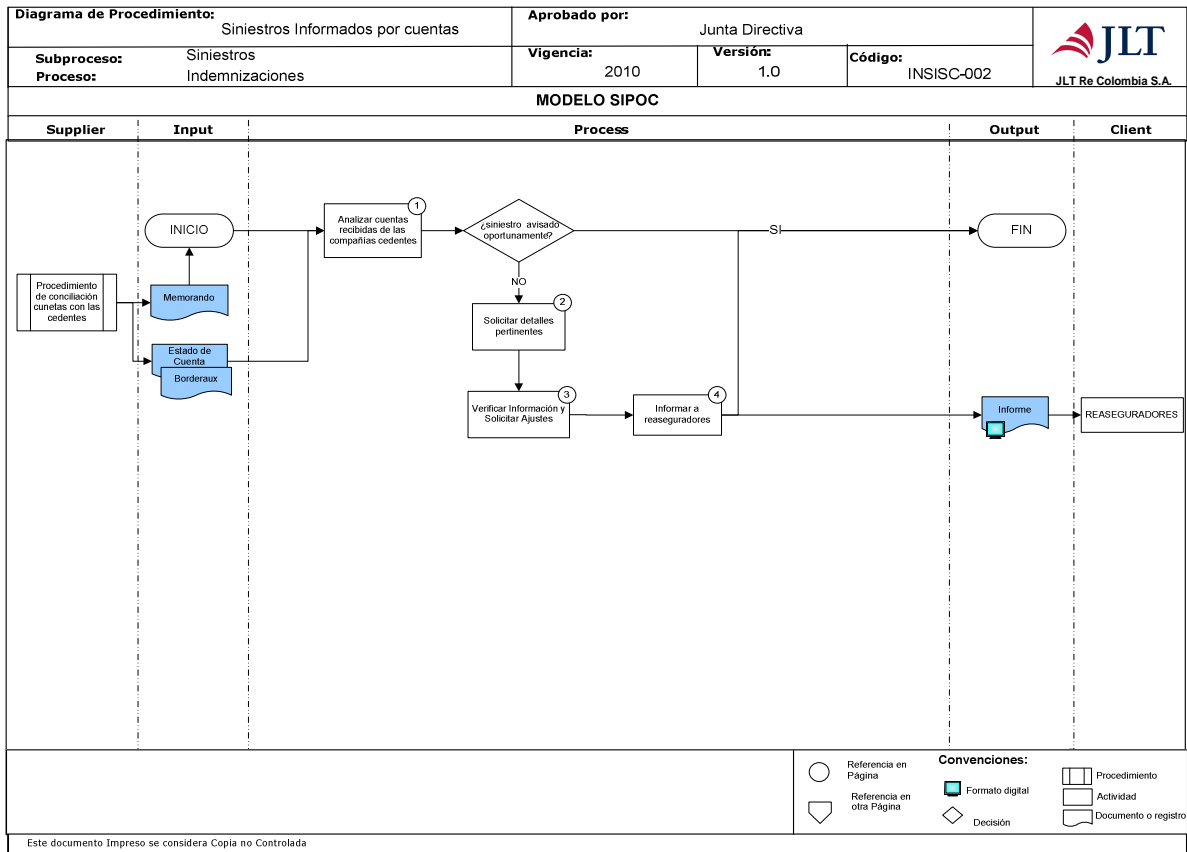 Diagrama de Procedimiento:
Siniestros Informados por cuentas
Aprobado por:
Junta Directiva
Subproceso:
Siniestros
Proceso:
Indemnizaciones
Vigencia:
2010
Versión:
1.0
Código:
INSISC-002
JLT
JLT Re Colombia S.A.
MODELO SIPOC
Supplier
Input
Process
Output
Client
INICIO
1
Analizar cuentas
recibidas de las
compañias cedentes
¿siniestro avisado
oportunamente?
SI
FIN
Procedimiento
de conciliación
cunetas con las
cedentes
Memorando
NO
2
Solicitar detalles
pertinentes
Estado de
Cuenta
Borderaux
3
Verificar Información y
Solicitar Ajustes
4
Informar a
reaseguradores
Informe
REASEGURADORES
Convenciones:
Referencia en
Página
Referencia en
otra Página
Formato digital
Decisión
Procedimiento
Actividad
Documento o registro
Este documento Impreso se considera Copia no Controlada